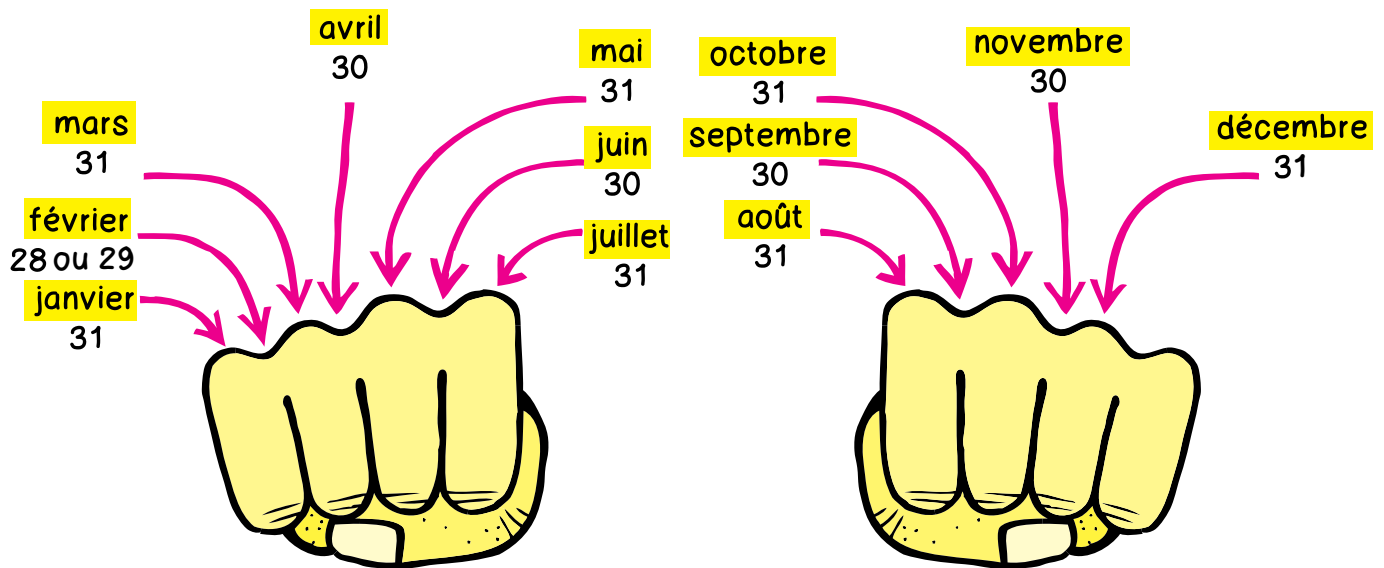 janvier
31
février
28 ou 29
mars
31
avril
30
mai
31
juin
30
juillet
31
août
31
septembre
30
octobre
31
novembre
30
décembre
31